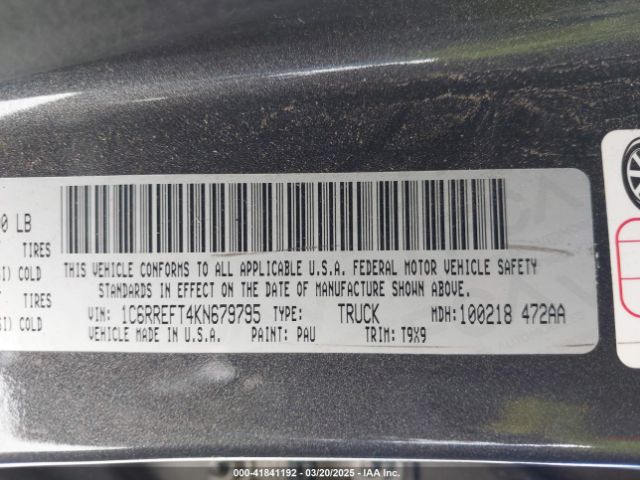 0 LB
TIRES
SI) COLD
TIRES
SI) COLD
THIS VEHICLE CONFORMS TO ALL APPLICABLE U.S.A. FEDERAL MOTOR VEHICLE SAFETY
STANDARDS IN EFFECT ON THE DATE OF MANUFACTURE SHOWN ABOVE.
VIN: 1C6RREFT4KN679795 TYPE: TRUCK MDH: 100218 472AA
VEHICLE MADE IN U.S.A. PAINT: PAU TRIM: T9X9
000-41841192 — 03/20/2025 — IAA Inc.